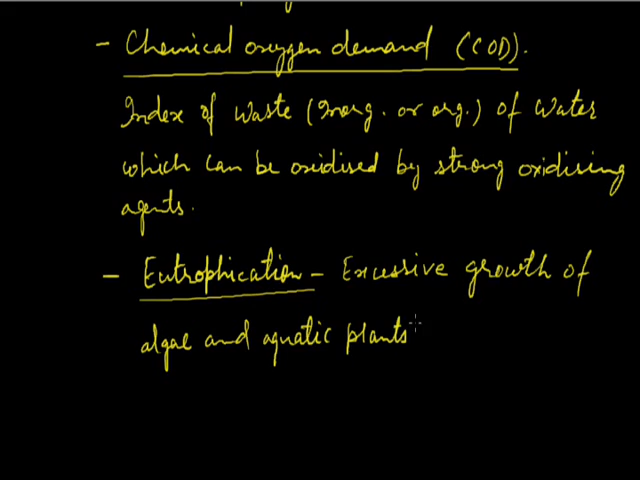 - Chemical oxygen demand (COD).
Index of waste (Inorg. or org.) of water
which can be oxidised by strong oxidising
agents.
- Eutrophication - Excessive growth of
algae and aquatic plants